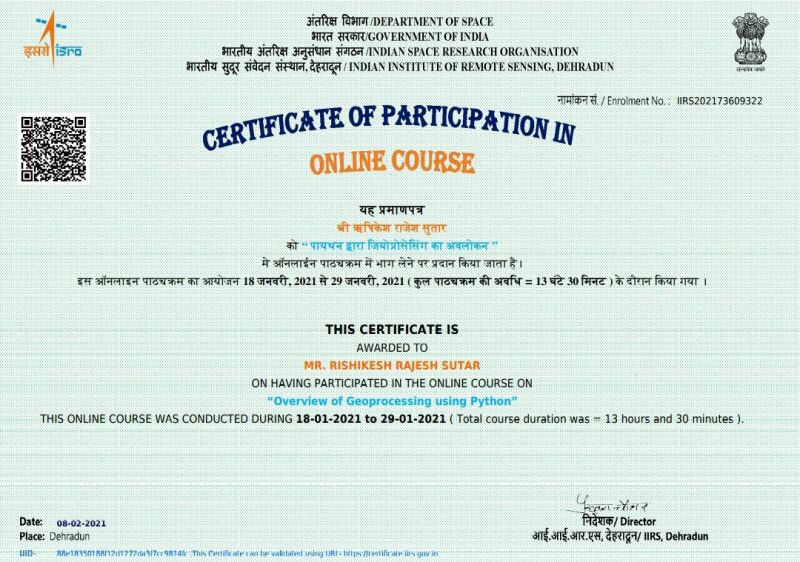 इसरो isro
अंतरिक्ष विभाग /DEPARTMENT OF SPACE
भारत सरकार/GOVERNMENT OF INDIA
भारतीय अंतरिक्ष अनुसंधान संगठन /INDIAN SPACE RESEARCH ORGANISATION
भारतीय सुदूर संवेदन संस्थान, देहरादून / INDIAN INSTITUTE OF REMOTE SENSING, DEHRADUN
सत्यमेव जयते
नामांकन सं. / Enrolment No. : IIRS202173609322
CERTIFICATE OF PARTICIPATION IN
ONLINE COURSE
यह प्रमाणपत्र
श्री ऋषिकेश राजेश सुतार
को “ पायथन द्वारा जियोप्रोसेसिंग का अवलोकन ”
मे ऑनलाईन पाठ्यक्रम में भाग लेने पर प्रदान किया जाता है।
इस ऑनलाइन पाठ्यक्रम का आयोजन 18 जनवरी, 2021 से 29 जनवरी, 2021 ( कुल पाठ्यक्रम की अवधि = 13 घंटे 30 मिनट ) के दौरान किया गया ।
THIS CERTIFICATE IS
AWARDED TO
MR. RISHIKESH RAJESH SUTAR
ON HAVING PARTICIPATED IN THE ONLINE COURSE ON
“Overview of Geoprocessing using Python”
THIS ONLINE COURSE WAS CONDUCTED DURING 18-01-2021 to 29-01-2021 ( Total course duration was = 13 hours and 30 minutes ).
Date: 08-02-2021
Place: Dehradun
निदेशक/ Director
आई.आई.आर.एस, देहरादून/ IIRS, Dehradun
UID- This Certificate can be validated using URL- https://certificate.iirs.gov.in